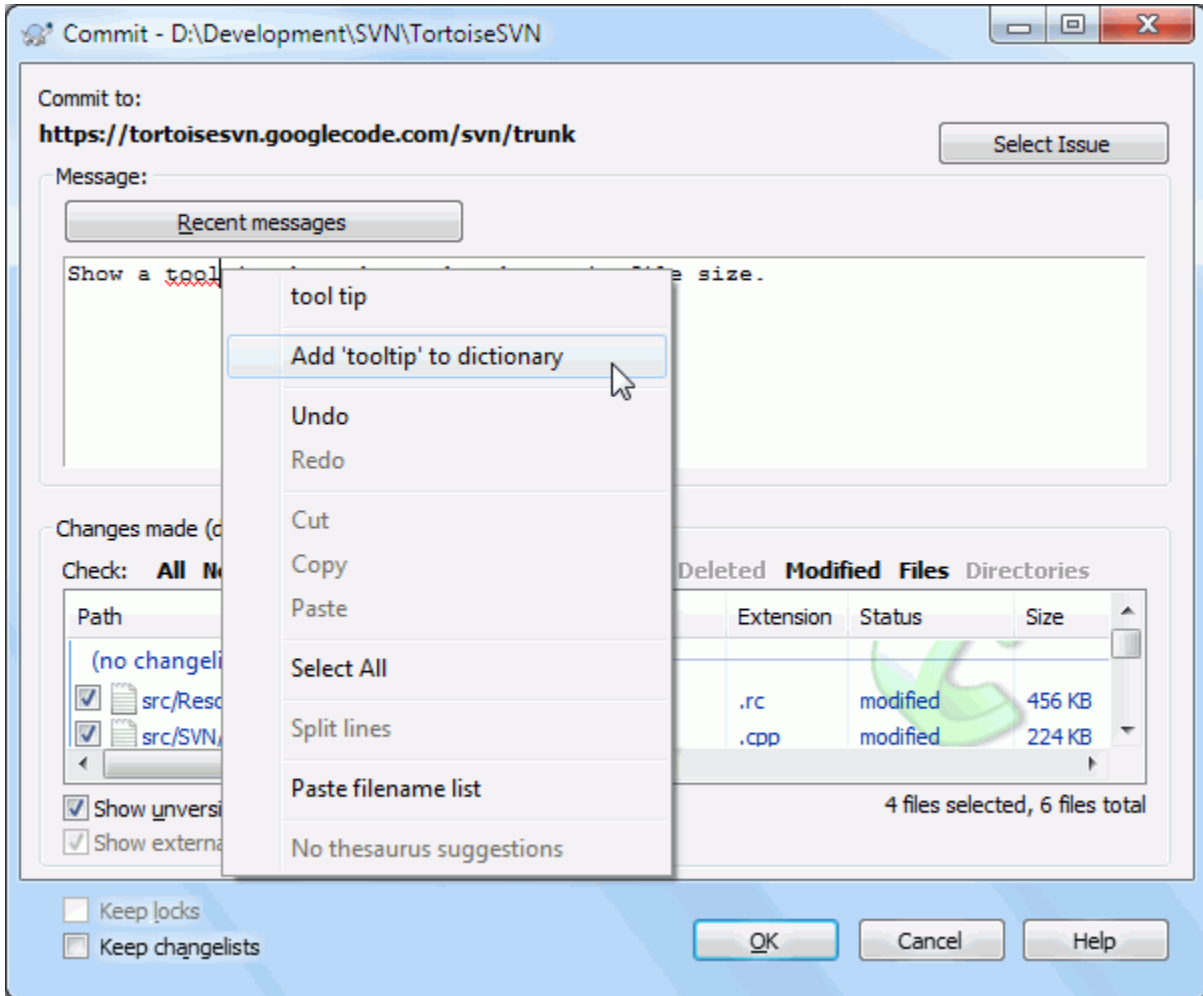 Commit - D:\Development\SVN\TortoiseSVN
Commit to:
https://tortoisesvn.googlecode.com/svn/trunk
Select Issue
Message:
Recent messages
Show a tool size.
tool tip
Add 'tooltip' to dictionary
Undo
Redo
Cut
Copy
Paste
Select All
Split lines
Paste filename list
No thesaurus suggestions
Changes made (d
Check: All Deleted Modified Files Directories
Path Extension Status Size
(no changeli
src/Reso .rc modified 456 KB
src/SVN/ .cpp modified 224 KB
Show unversi 4 files selected, 6 files total
Show externa
Keep locks
Keep changelists
OK Cancel Help